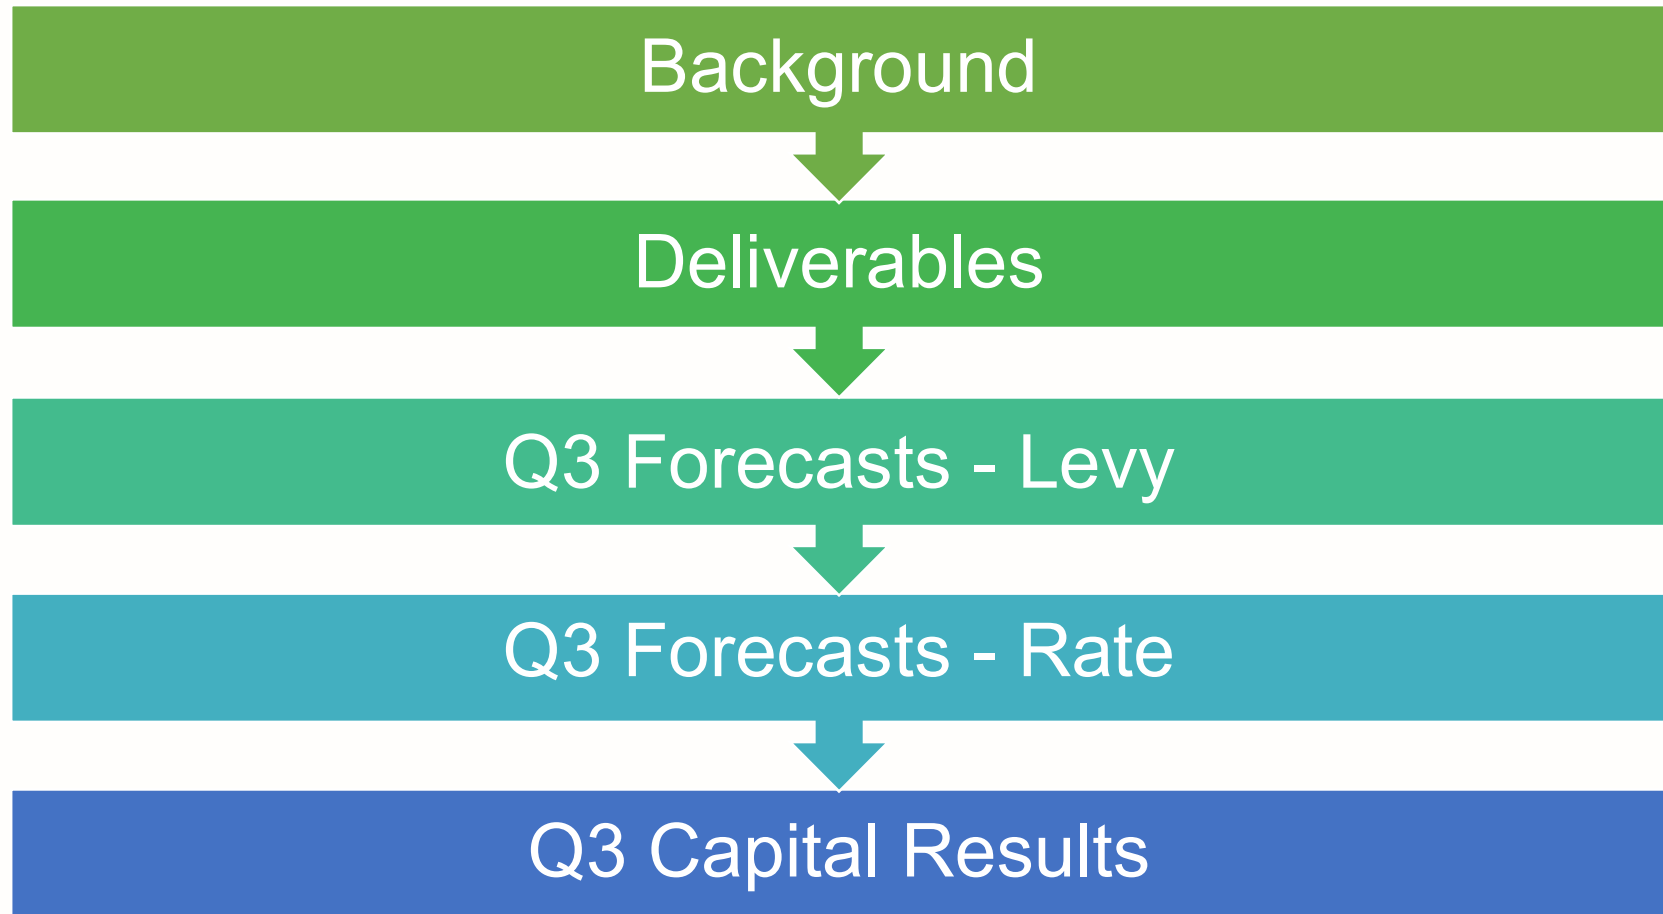 Background
Deliverables
Q3 Forecasts - Levy
Q3 Forecasts - Rate
Q3 Capital Results